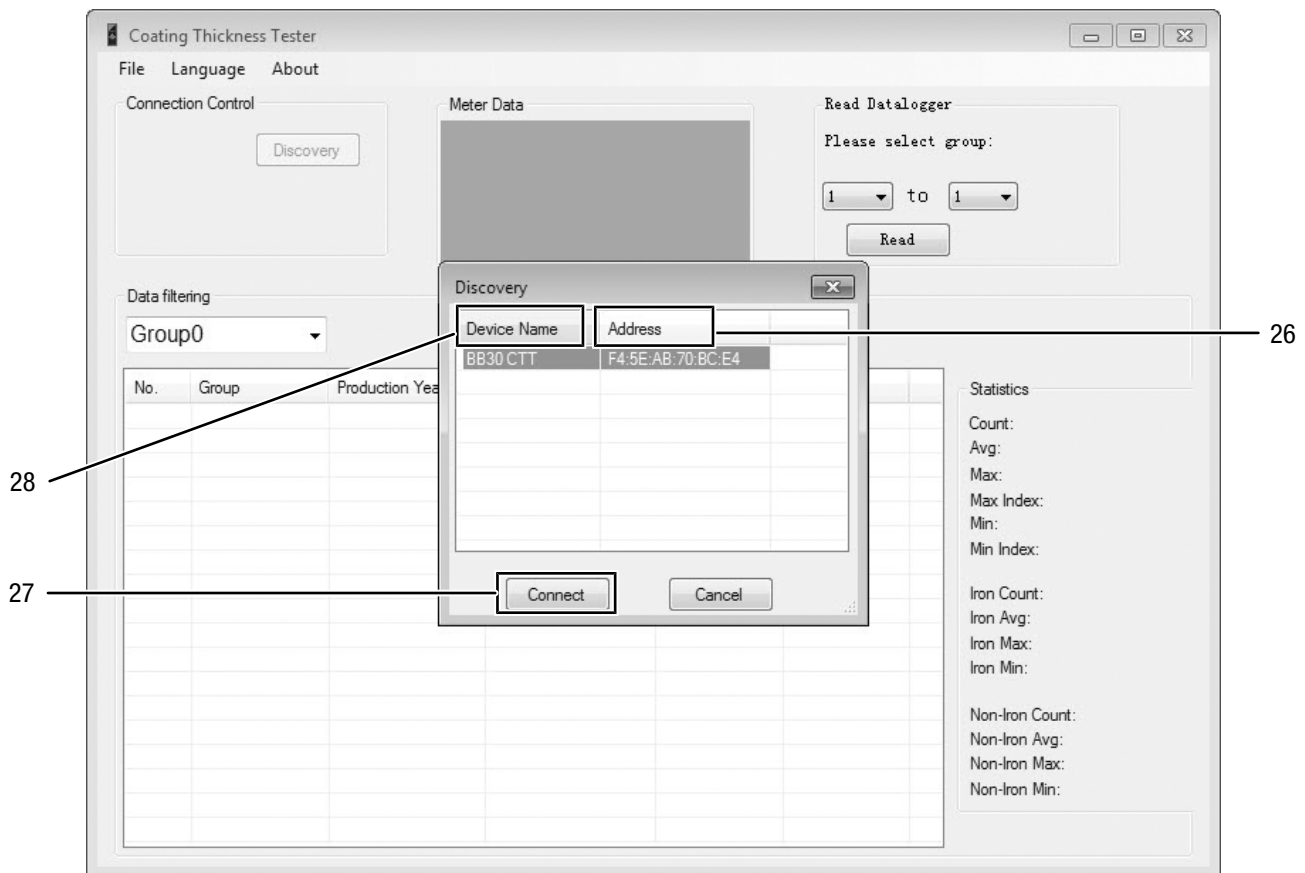 Coating Thickness Tester
File Language About
Connection Control
Discovery
Meter Data
Read Datalogger
Please select group:
1 to 1
Read
Data filtering
Group0
Discovery
Device Name Address
BB30 CTT F4:5E:AB:70:BC:E4
Connect Cancel
26
28
27
No. Group Production Yea
Statistics
Count:
Avg:
Max:
Max Index:
Min:
Min Index:
Iron Count:
Iron Avg:
Iron Max:
Iron Min:
Non-Iron Count:
Non-Iron Avg:
Non-Iron Max:
Non-Iron Min: